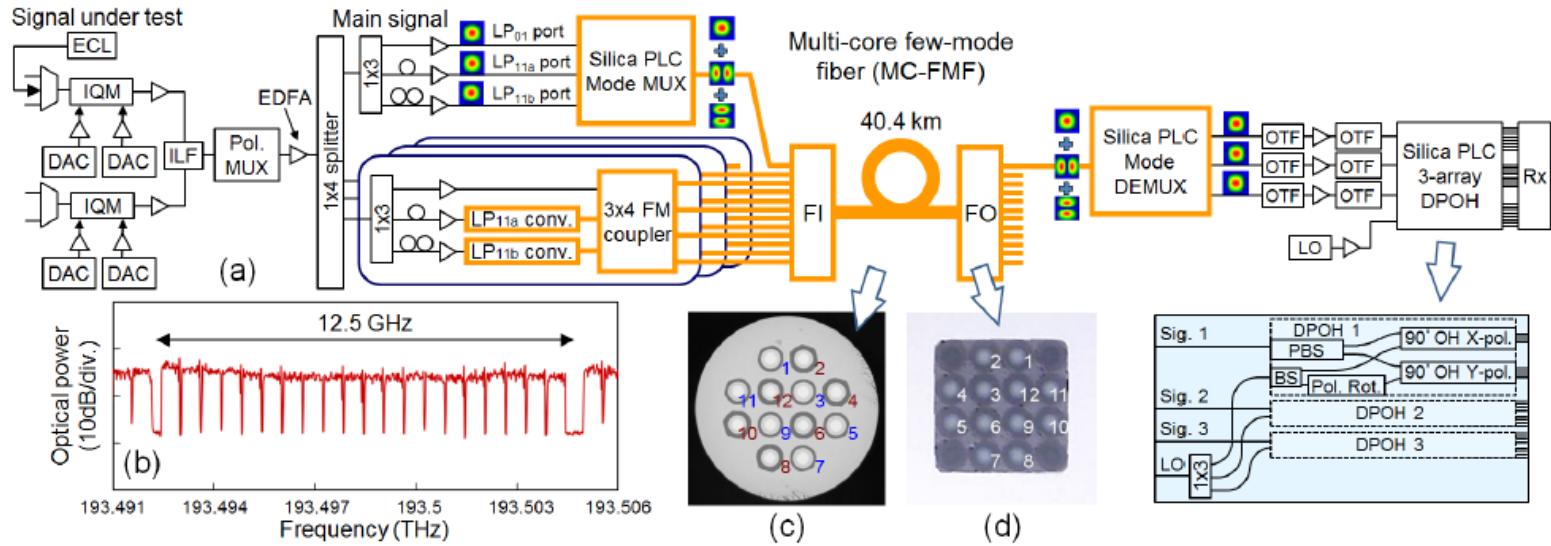 (a)
Signal under test
ECL
IQM
DAC
DAC
IQM
DAC
DAC
ILF
Pol.
MUX
EDFA
1x4 splitter
Main signal
1x3
LP01 port
LP11a port
LP11b port
Silica PLC
Mode MUX
1x3
LP11a conv.
LP11b conv.
3x4 FM
coupler
FI
Multi-core few-mode
fiber (MC-FMF)
40.4 km
FO
Silica PLC
Mode
DEMUX
OTF
OTF
OTF
OTF
OTF
OTF
LO
Silica PLC
3-array
DPOH
Rx
(b)
Optical power
(10dB/div.)
12.5 GHz
193.491 193.494 193.497 193.5 193.503 193.506
Frequency (THz)
1 2
11 12 3 4
10 9 6 5
8 7
(c)
2 1
4 3 12 11
5 6 9 10
7 8
(d)
Sig. 1
DPOH 1
PBS
90° OH X-pol.
BS
90° OH Y-pol.
Pol. Rot.
Sig. 2
DPOH 2
Sig. 3
DPOH 3
LO
1x3